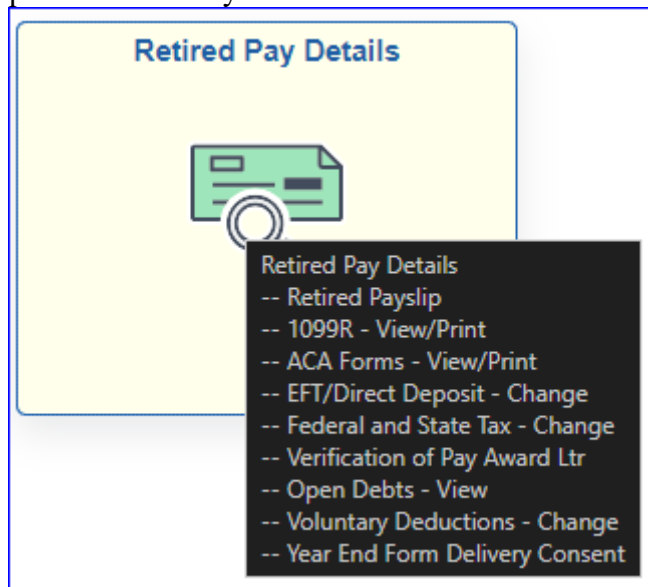 Retired Pay Details
Retired Pay Details
-- Retired Payslip
-- 1099R - View/Print
-- ACA Forms - View/Print
-- EFT/Direct Deposit - Change
-- Federal and State Tax - Change
-- Verification of Pay Award Ltr
-- Open Debts - View
-- Voluntary Deductions - Change
-- Year End Form Delivery Consent